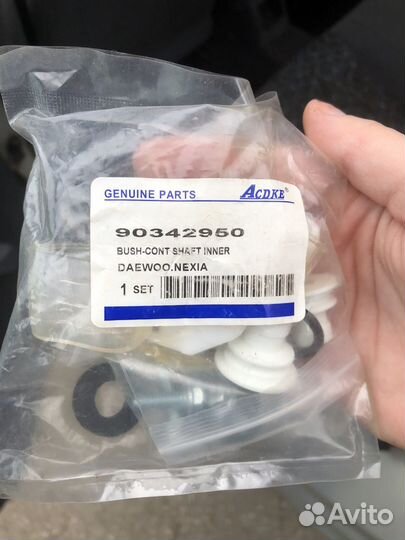 GENUINE PARTS ACDKE®
90342950
BUSH-CONT SHAFT INNER
DAEWOO.NEXIA
1 SET
Avito